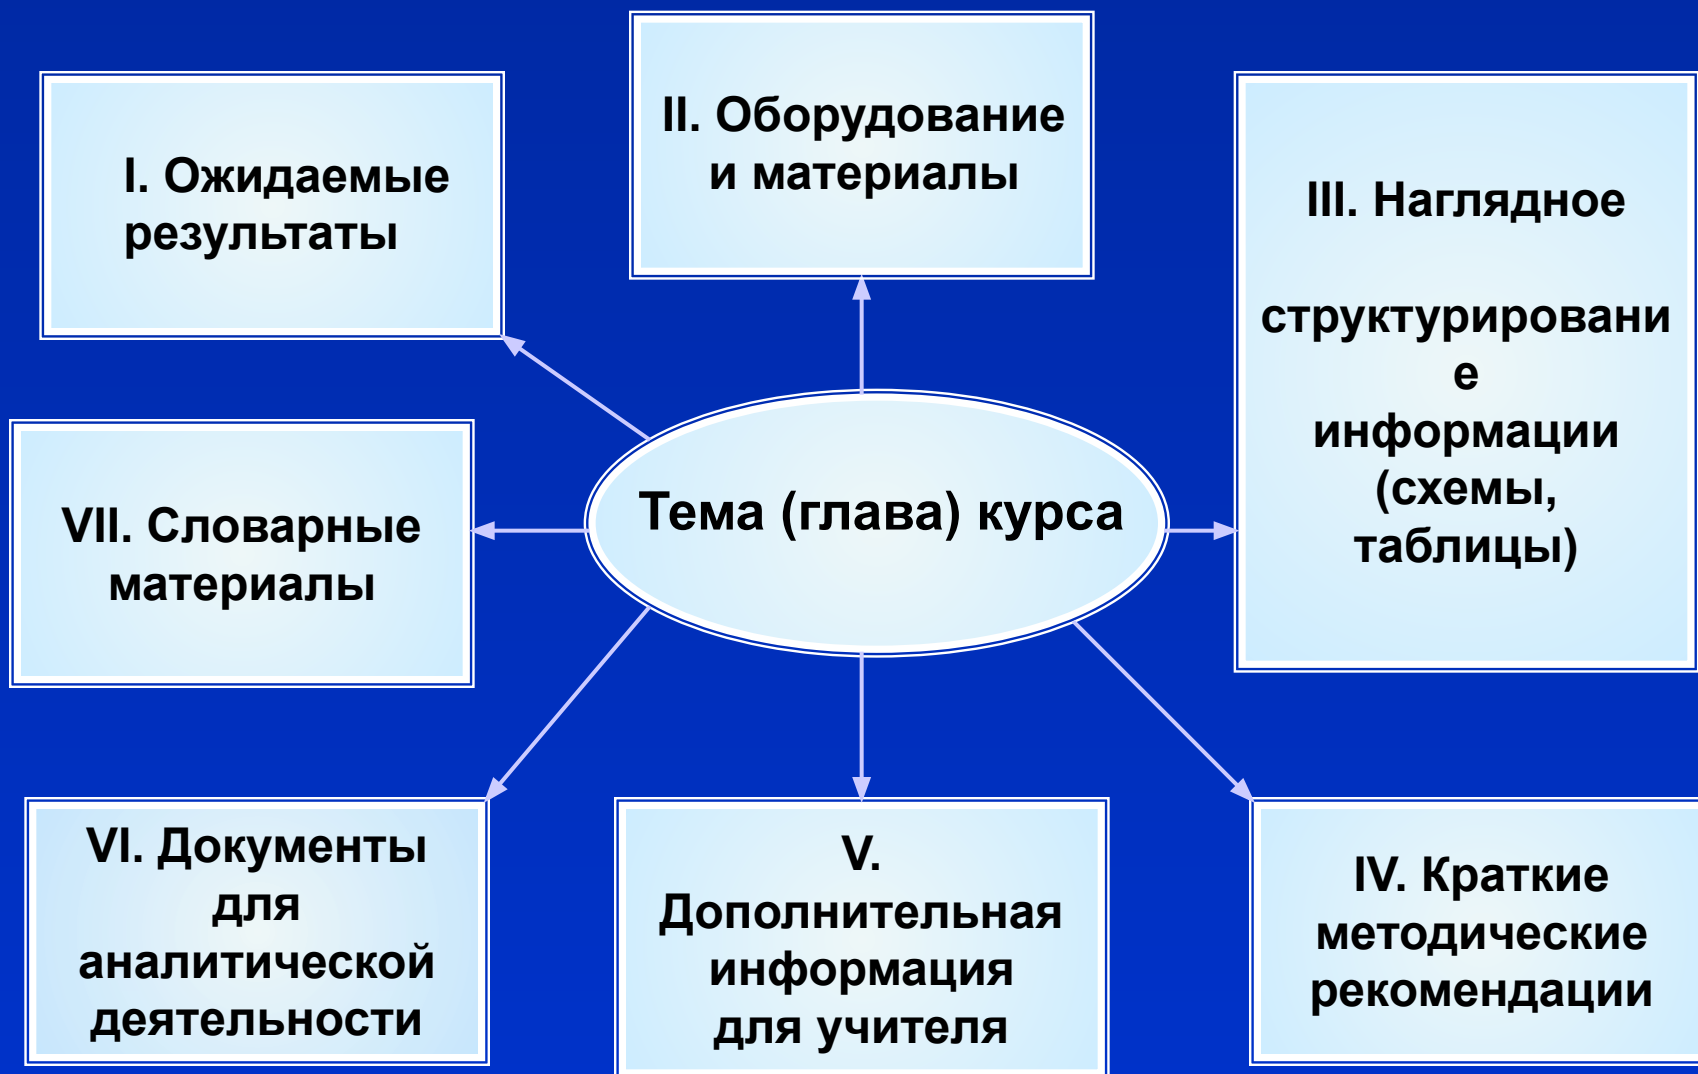 I. Ожидаемые
результаты
II. Оборудование
и материалы
III. Наглядное
структурировани
е
информации
(схемы,
таблицы)
Тема (глава) курса
VII. Словарные
материалы
VI. Документы
для
аналитической
деятельности
V.
Дополнительная
информация
для учителя
IV. Краткие
методические
рекомендации